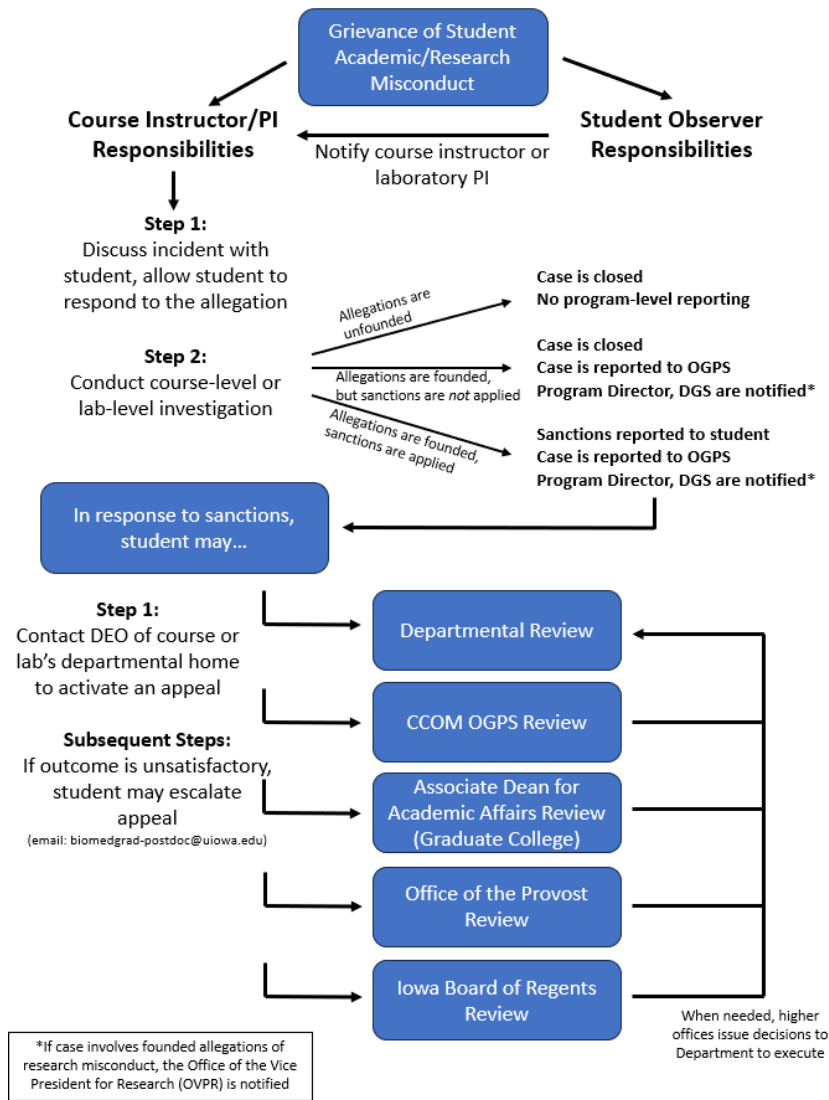 Grievance of Student
Academic/Research
Misconduct
Course Instructor/PI
Responsibilities
Student Observer
Responsibilities
Notify course instructor or
laboratory PI
Step 1:
Discuss incident with
student, allow student to
respond to the allegation
Step 2:
Conduct course-level or
lab-level investigation
Allegations are
unfounded
Case is closed
No program-level reporting
Allegations are founded,
but sanctions are not applied
Case is closed
Case is reported to OGPS
Program Director, DGS are notified*
Allegations are founded,
sanctions are applied
Sanctions reported to student
Case is reported to OGPS
Program Director, DGS are notified*
In response to sanctions,
student may...
Step 1:
Contact DEO of course or
lab's departmental home
to activate an appeal
Subsequent Steps:
If outcome is unsatisfactory,
student may escalate
appeal
(email: biomedgrad-postdoc@uiowa.edu)
Departmental Review
CCOM OGPS Review
Associate Dean for
Academic Affairs Review
(Graduate College)
Office of the Provost
Review
Iowa Board of Regents
Review
When needed, higher
offices issue decisions to
Department to execute
*If case involves founded allegations of
research misconduct, the Office of the Vice
President for Research (OVPR) is notified